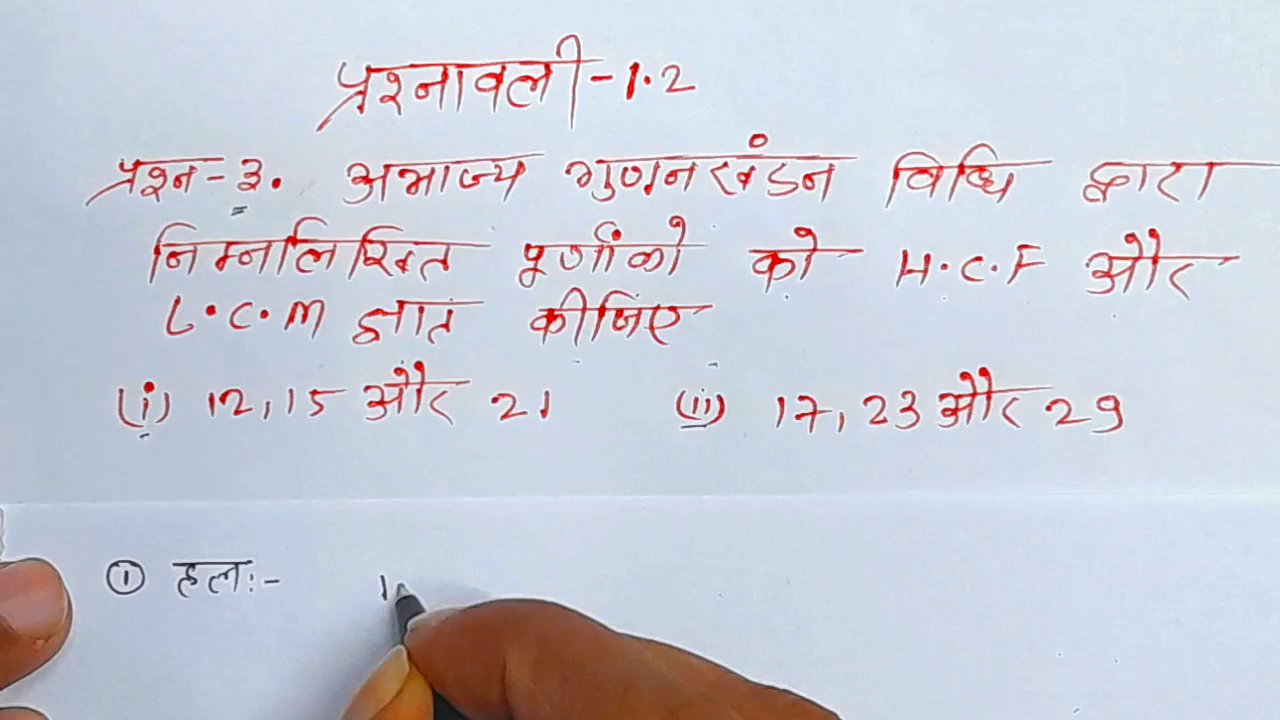 प्रश्नावली-1.2
प्रश्न-3. अभाज्य गुणनखंडन विधि द्वारा
निम्नलिखित पूर्णांको को H.C.F और
L.C.M ज्ञात कीजिए
(i) 12,15 और 21 (ii) 17,23 और 29
① हलः- 1